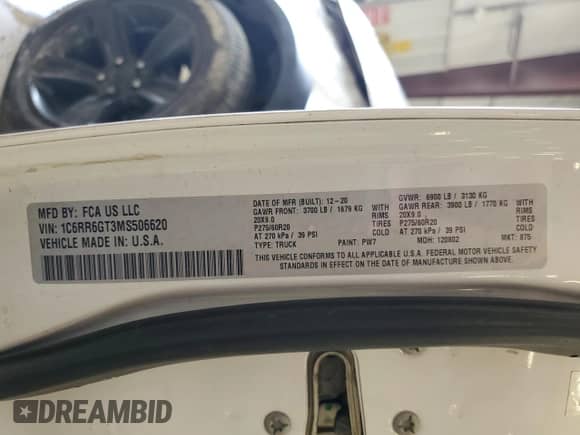 MFD BY: FCA US LLC
VIN: 1C6RR6GT3MS506620
VEHICLE MADE IN: U.S.A.
DATE OF MFR (BUILT): 12-20
GAWR FRONT: 3700 LB / 1679 KG
20X9.0 RIMS
P275/60R20 TIRES
AT 270 kPa / 39 PSI COLD
TYPE: TRUCK PAINT: PW7
GVWR: 6900 LB / 3130 KG
GAWR REAR: 3900 LB / 1770 KG
20X9.0 RIMS
P275/60R20 TIRES
AT 270 kPa / 39 PSI COLD
MDH: 120802 MKT: 875
THIS VEHICLE CONFORMS TO ALL APPLICABLE U.S.A. FEDERAL MOTOR VEHICLE SAFETY STANDARDS IN EFFECT ON THE DATE OF MANUFACTURE SHOWN ABOVE.
DREAMBID